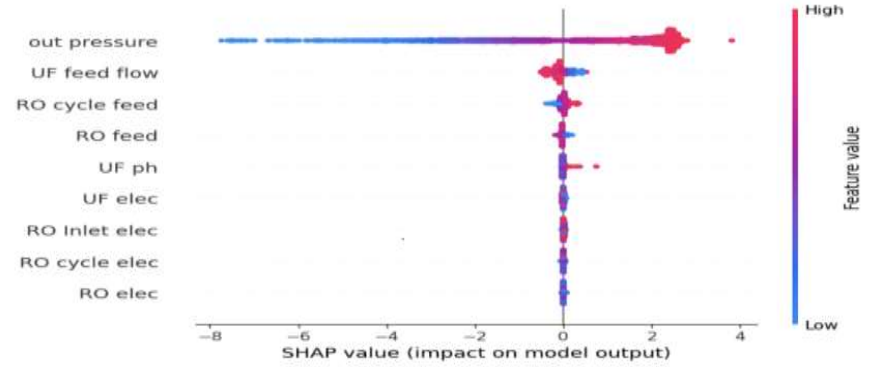 High
out pressure
UF feed flow
RO cycle feed
RO feed
UF ph
UF elec
RO Inlet elec
RO cycle elec
RO elec
Feature value
Low
−8 −6 −4 −2 0 2 4
SHAP value (impact on model output)